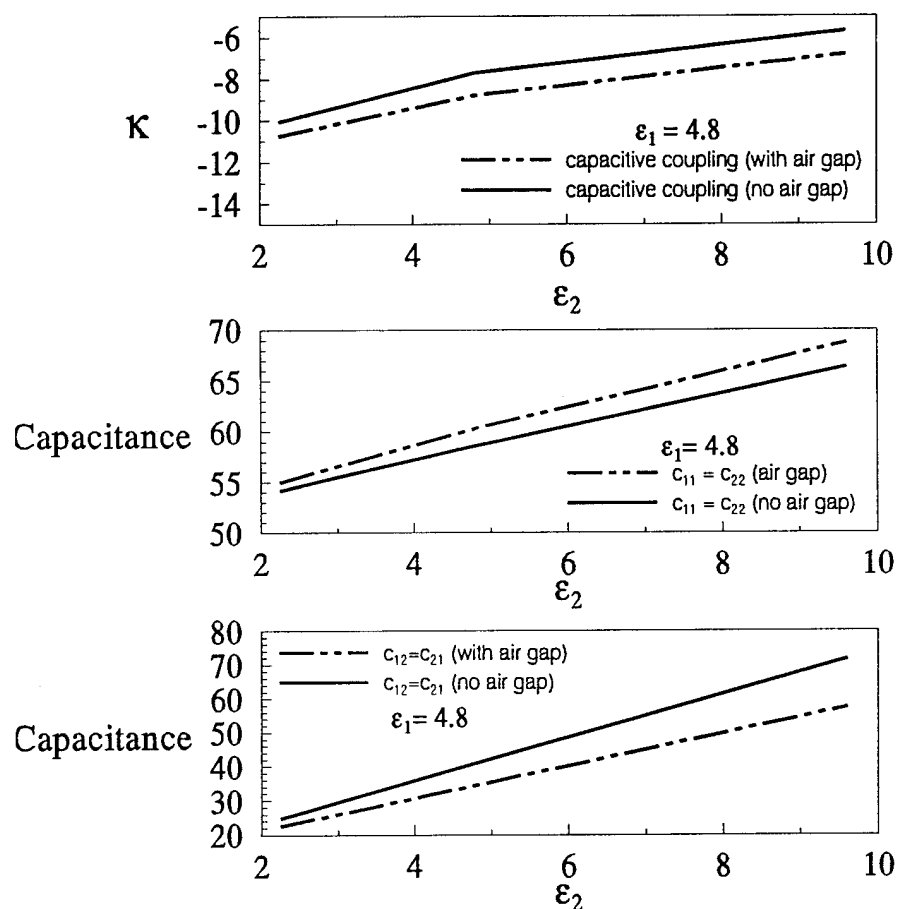 -6
-8
-10
-12
-14
κ
ε₁ = 4.8
capacitive coupling (with air gap)
capacitive coupling (no air gap)
2 4 6 8 10
ε₂
70
65
60
55
50
Capacitance
ε₁= 4.8
c₁₁ = c₂₂ (air gap)
c₁₁ = c₂₂ (no air gap)
2 4 6 8 10
ε₂
80
70
60
50
40
30
20
Capacitance
c₁₂=c₂₁ (with air gap)
c₁₂=c₂₁ (no air gap)
ε₁= 4.8
2 4 6 8 10
ε₂